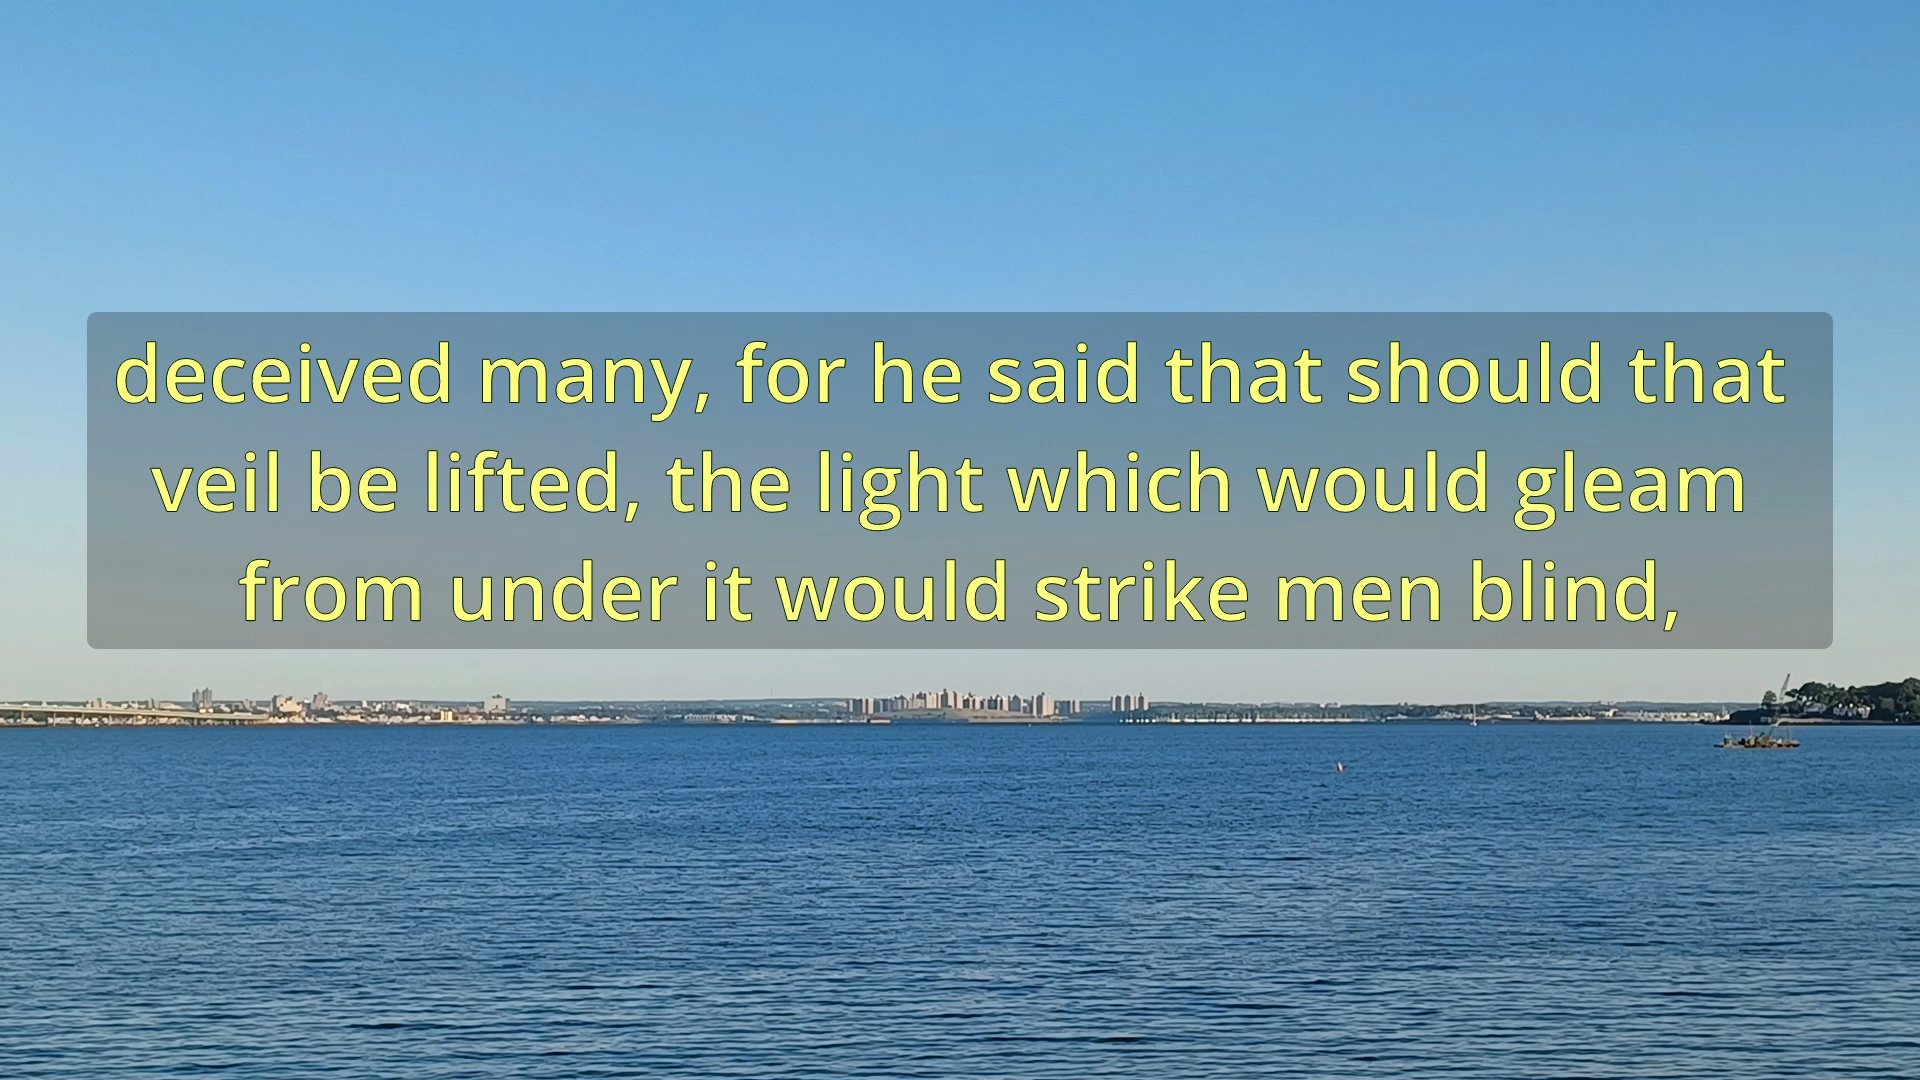 deceived many, for he said that should that
veil be lifted, the light which would gleam
from under it would strike men blind,